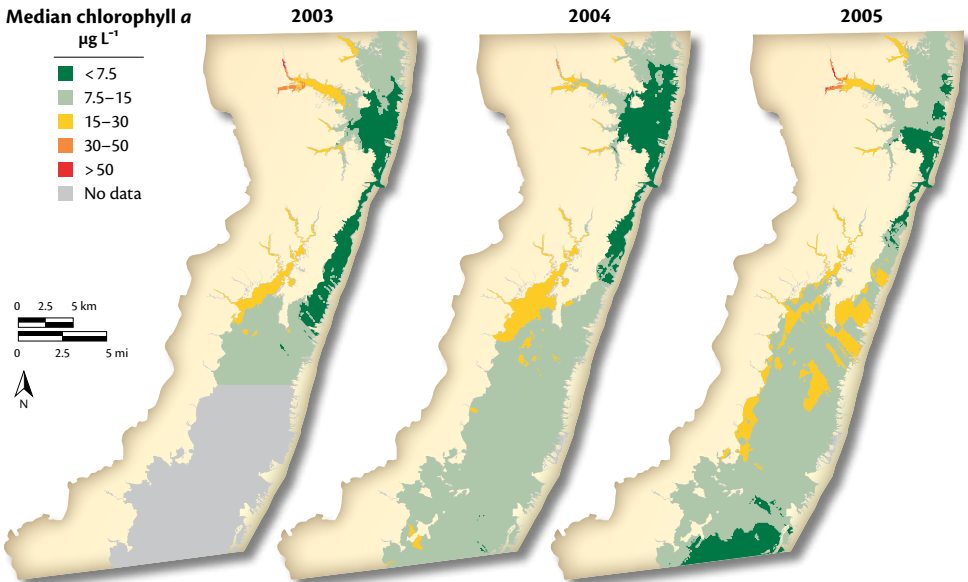 Median chlorophyll a
µg L⁻¹
< 7.5
7.5–15
15–30
30–50
> 50
No data
2003
2004
2005
0 2.5 5 km
0 2.5 5 mi
N